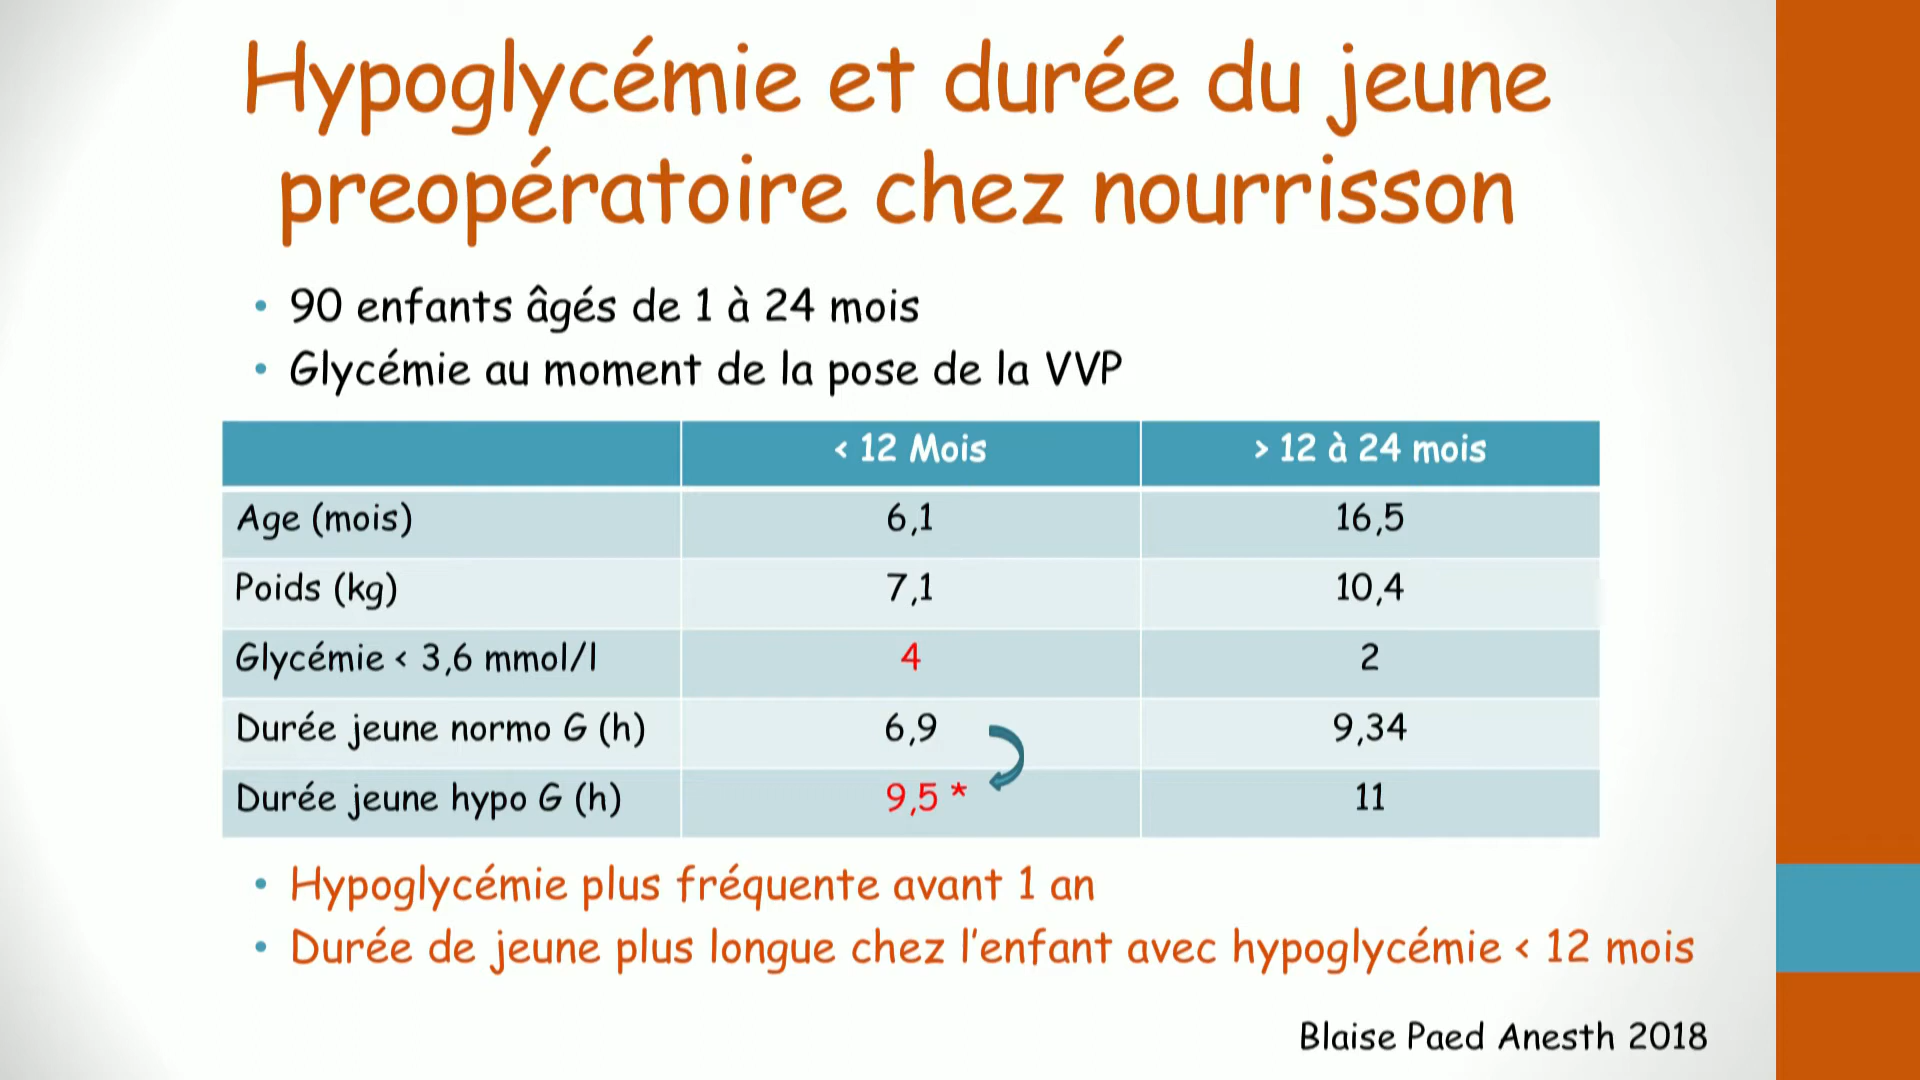 Hypoglycémie et durée du jeune
preopératoire chez nourrisson
• 90 enfants âgés de 1 à 24 mois
• Glycémie au moment de la pose de la VVP
< 12 Mois > 12 à 24 mois
Age (mois) 6,1 16,5
Poids (kg) 7,1 10,4
Glycémie < 3,6 mmol/l 4 2
Durée jeune normo G (h) 6,9 9,34
Durée jeune hypo G (h) 9,5 * 11
• Hypoglycémie plus fréquente avant 1 an
• Durée de jeune plus longue chez l'enfant avec hypoglycémie < 12 mois
Blaise Paed Anesth 2018